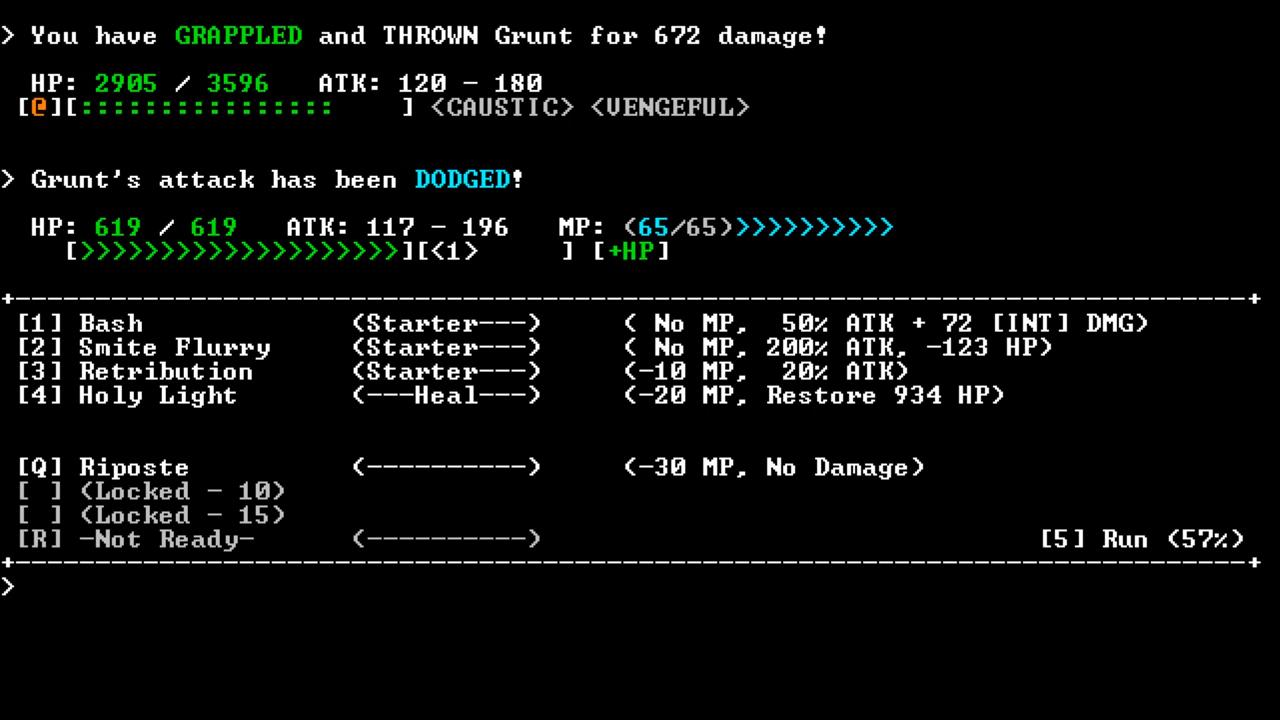 > You have GRAPPLED and THROWN Grunt for 672 damage!
HP: 2905 / 3596 ATK: 120 - 180
[@][:::::::::::::::: ] <CAUSTIC> <VENGEFUL>
> Grunt's attack has been DODGED!
HP: 619 / 619 ATK: 117 - 196 MP: (65/65)>>>>>>>>>>
[>>>>>>>>>>>>>>>>>>>>][<1> ] [+HP]
+-----------------------------------------------------------------------------+
[1] Bash (Starter---) ( No MP, 50% ATK + 72 [INT] DMG)
[2] Smite Flurry (Starter---) ( No MP, 200% ATK, -123 HP)
[3] Retribution (Starter---) (-10 MP, 20% ATK)
[4] Holy Light (---Heal---) (-20 MP, Restore 934 HP)
[Q] Riposte (----------) (-30 MP, No Damage)
[ ] (Locked - 10)
[ ] (Locked - 15)
[R] -Not Ready- (----------) [5] Run (57%)
+-----------------------------------------------------------------------------+
>